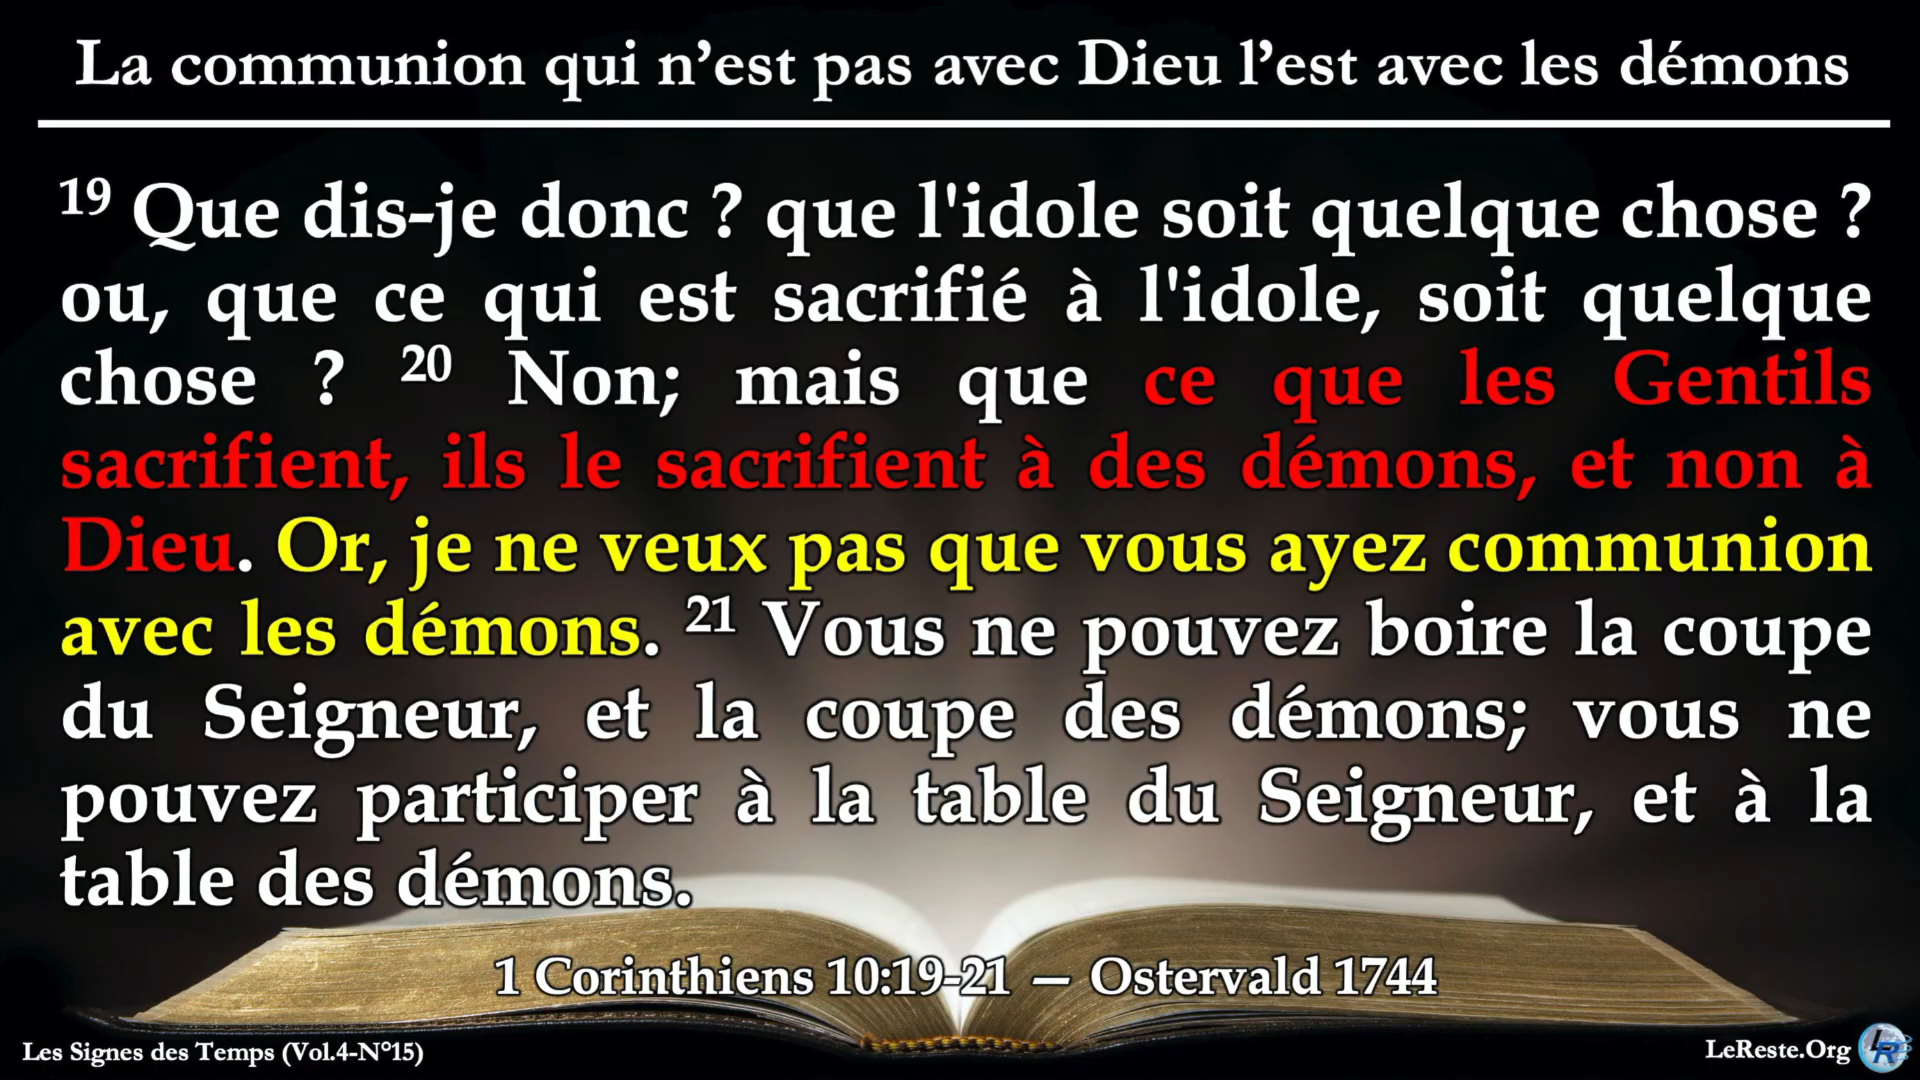 La communion qui n’est pas avec Dieu l’est avec les démons
19 Que dis-je donc ? que l'idole soit quelque chose ?
ou, que ce qui est sacrifié à l'idole, soit quelque
chose ? 20 Non; mais que ce que les Gentils
sacrifient, ils le sacrifient à des démons, et non à
Dieu. Or, je ne veux pas que vous ayez communion
avec les démons. 21 Vous ne pouvez boire la coupe
du Seigneur, et la coupe des démons; vous ne
pouvez participer à la table du Seigneur, et à la
table des démons.
1 Corinthiens 10:19-21 – Ostervald 1744
Les Signes des Temps (Vol.4-N°15)
LeReste.Org
LR